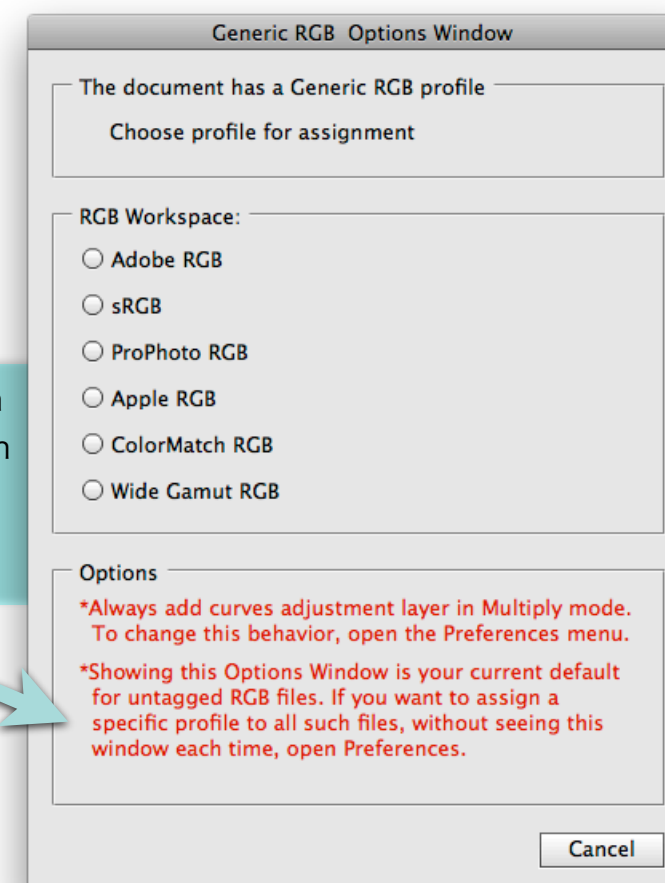 Generic RGB Options Window
The document has a Generic RGB profile
Choose profile for assignment
RGB Workspace:
Adobe RGB
sRGB
ProPhoto RGB
Apple RGB
ColorMatch RGB
Wide Gamut RGB
Options
*Always add curves adjustment layer in Multiply mode.
To change this behavior, open the Preferences menu.
*Showing this Options Window is your current default
for untagged RGB files. If you want to assign a
specific profile to all such files, without seeing this
window each time, open Preferences.
Cancel